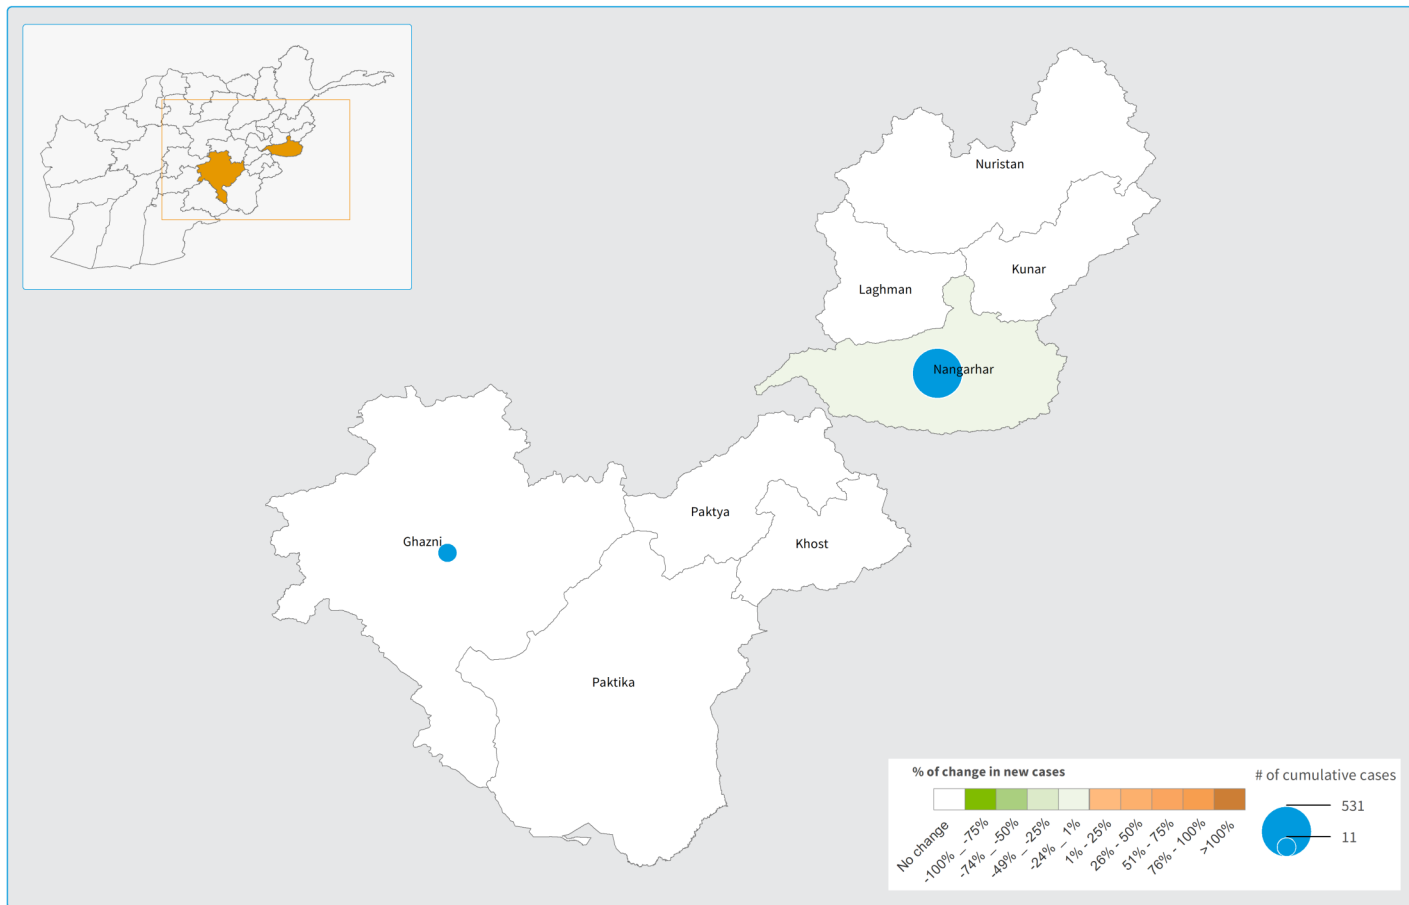 Nuristan
Kunar
Laghman
Nangarhar
Paktya
Ghazni
Khost
Paktika
% of change in new cases
No change
-100% _ -75%
-74% _ -50%
-49% _ -25%
-24% _ 1%
1% - 25%
26% - 50%
51% - 75%
76% - 100%
>100%
# of cumulative cases
531
11